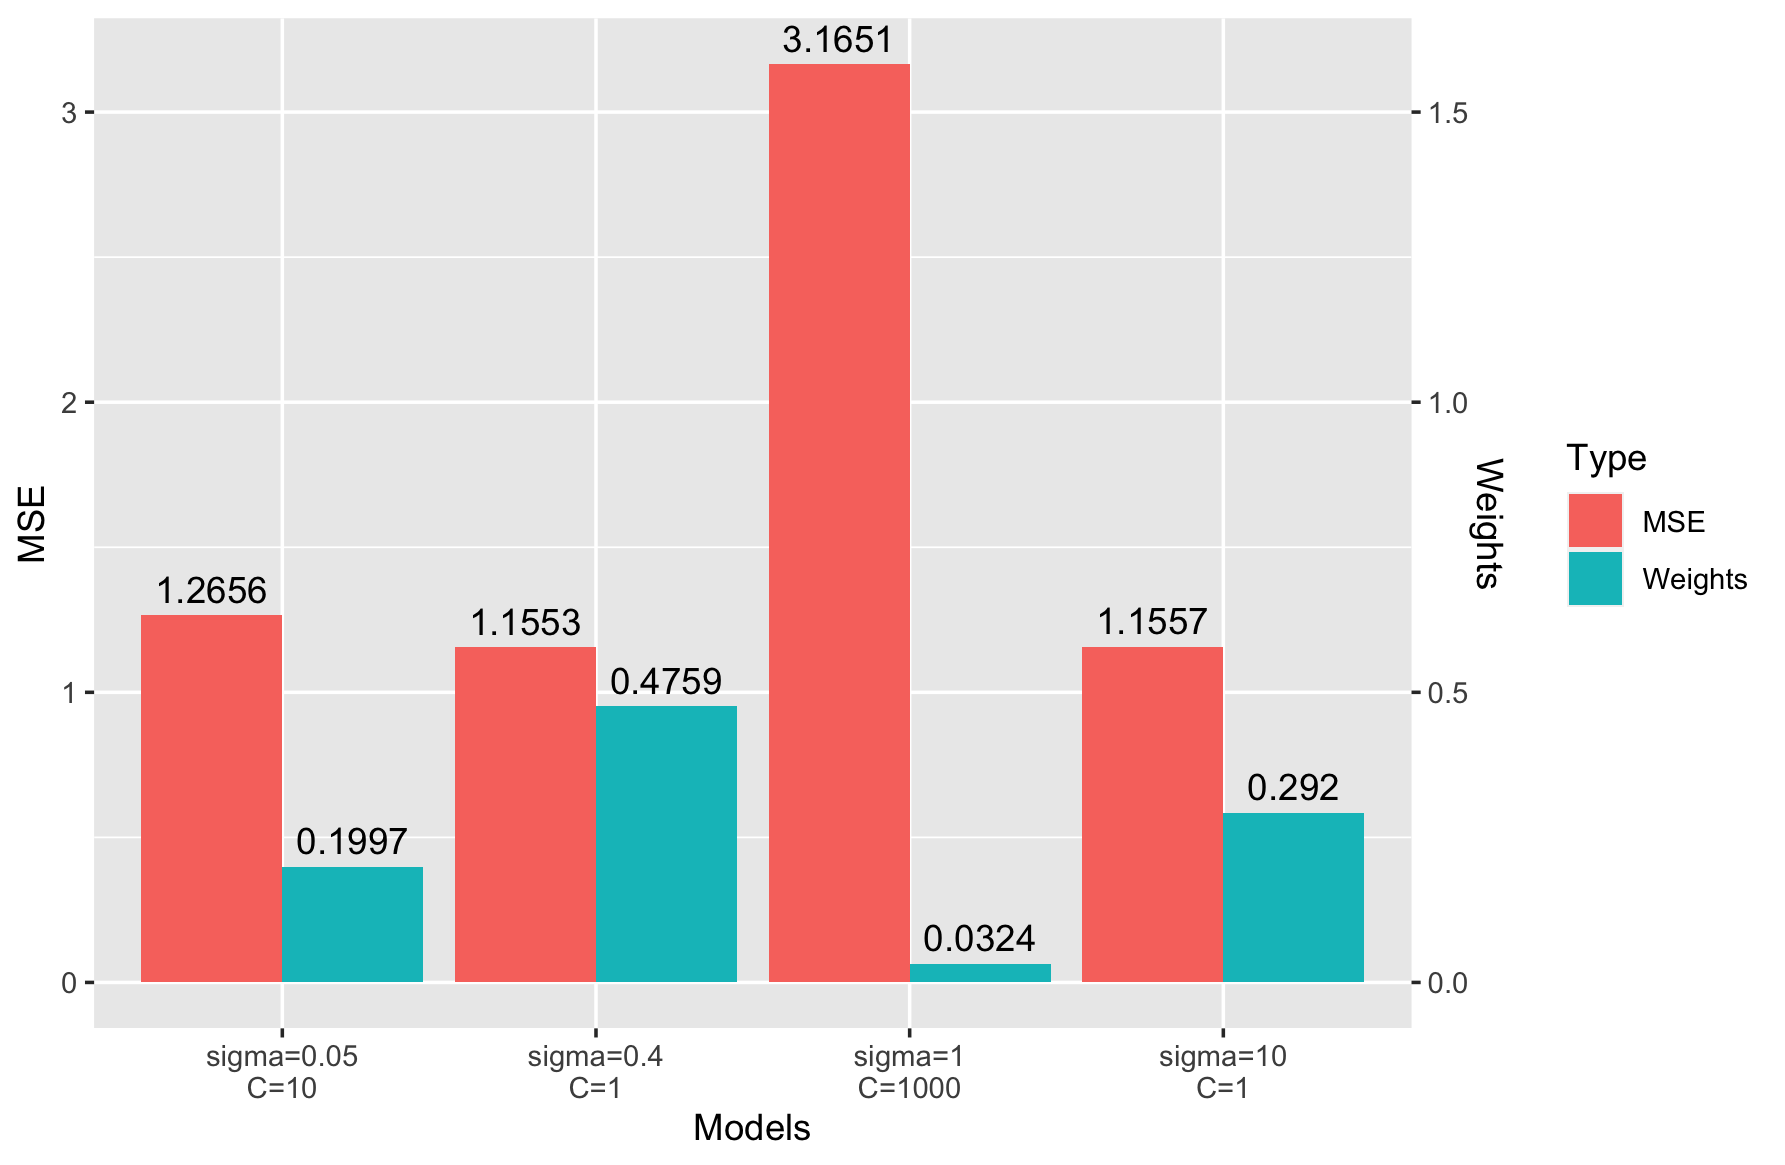 3.1651
3
1.5
2
1.0
MSE
Weights
Type
MSE
Weights
1.2656
1.1553
1.1557
0.4759
1
0.5
0.292
0.1997
0.0324
0
0.0
sigma=0.05
C=10
sigma=0.4
C=1
sigma=1
C=1000
sigma=10
C=1
Models